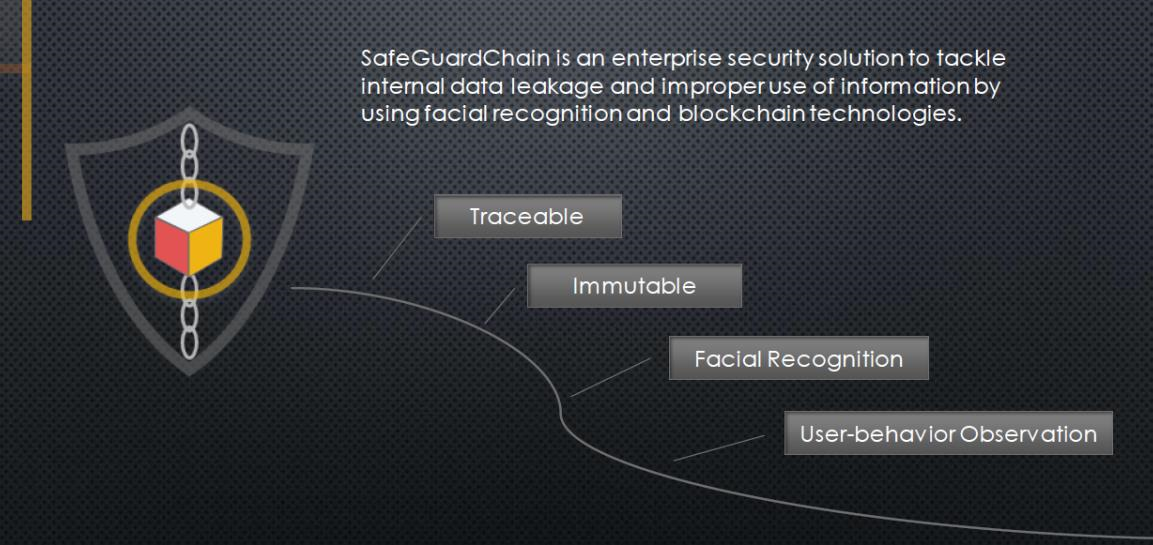 SafeGuardChain is an enterprise security solution to tackle
internal data leakage and improper use of information by
using facial recognition and blockchain technologies.
Traceable
Immutable
Facial Recognition
User-behavior Observation